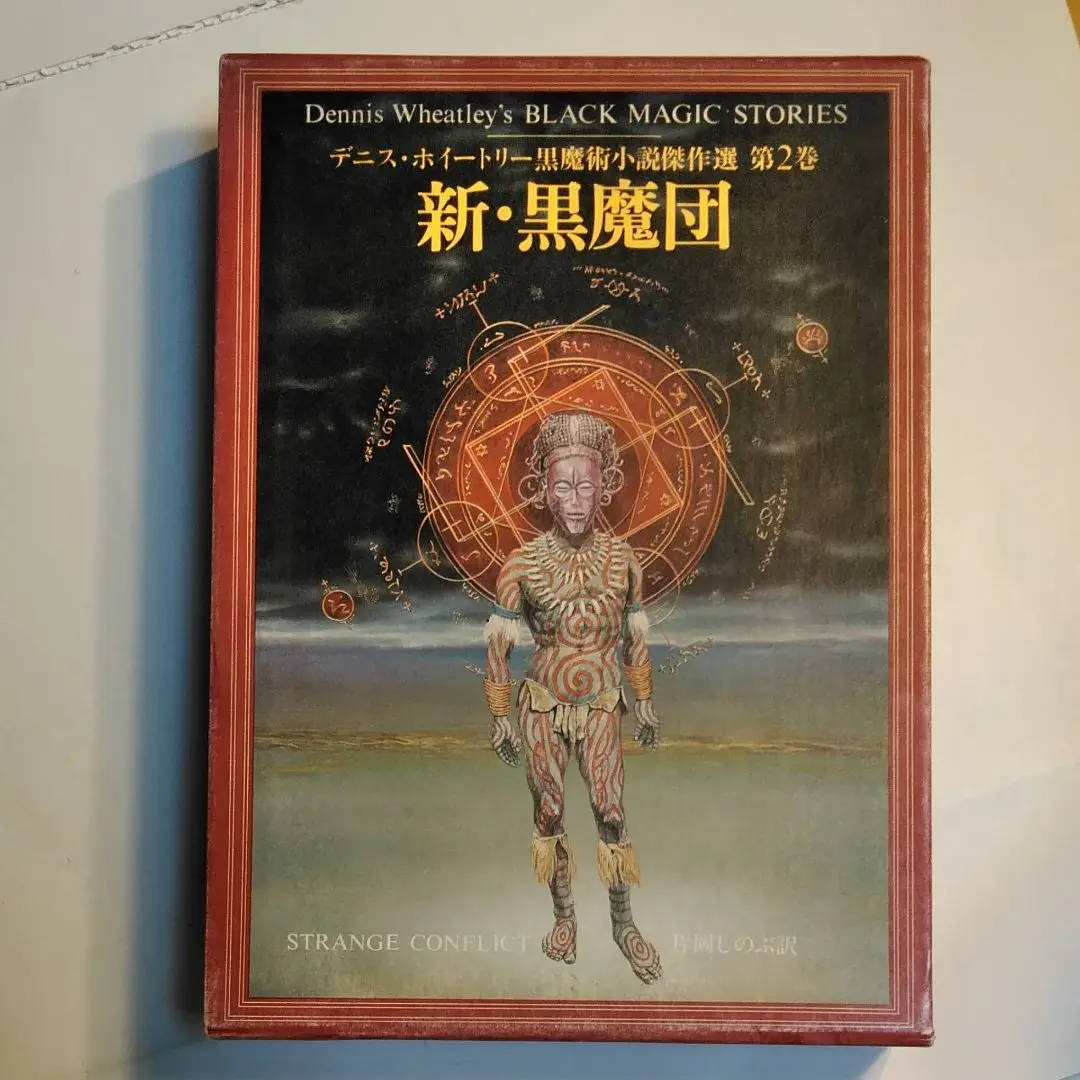 Dennis Wheatley's BLACK MAGIC STORIES
デニス・ホイートリー黒魔術小説傑作選 第2巻
新・黒魔団
STRANGE CONFLICT
片岡しのぶ訳